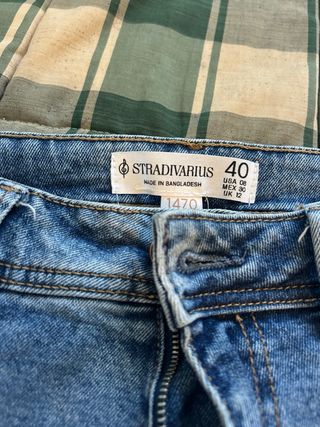 STRADIVARIUS
MADE IN BANGLADESH
40
USA 08
MEX 30
UK 12
1470